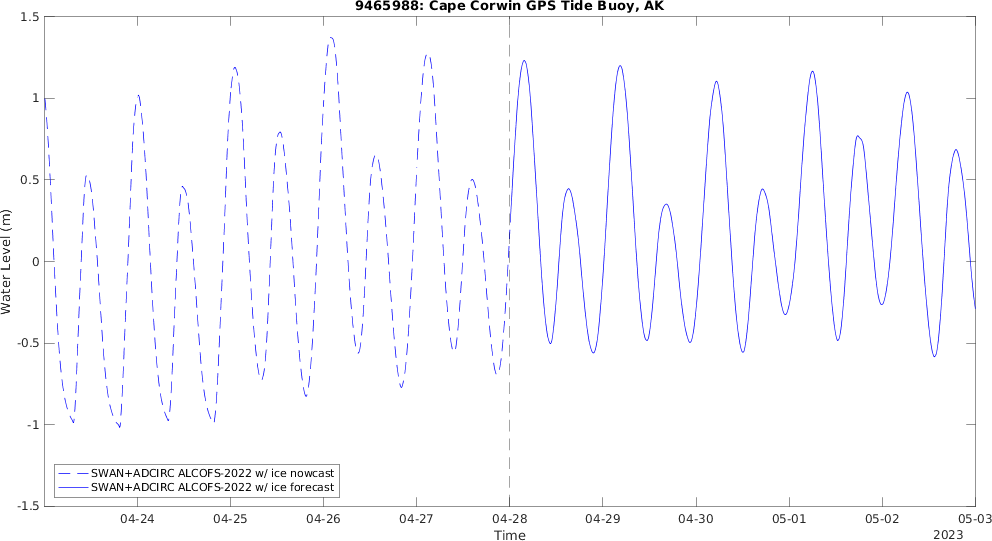 9465988: Cape Corwin GPS Tide Buoy, AK
1.5
1
0.5
0
-0.5
-1
-1.5
Water Level (m)
SWAN+ADCIRC ALCOFS-2022 w/ ice nowcast
SWAN+ADCIRC ALCOFS-2022 w/ ice forecast
04-24 04-25 04-26 04-27 04-28 04-29 04-30 05-01 05-02 05-03
Time
2023